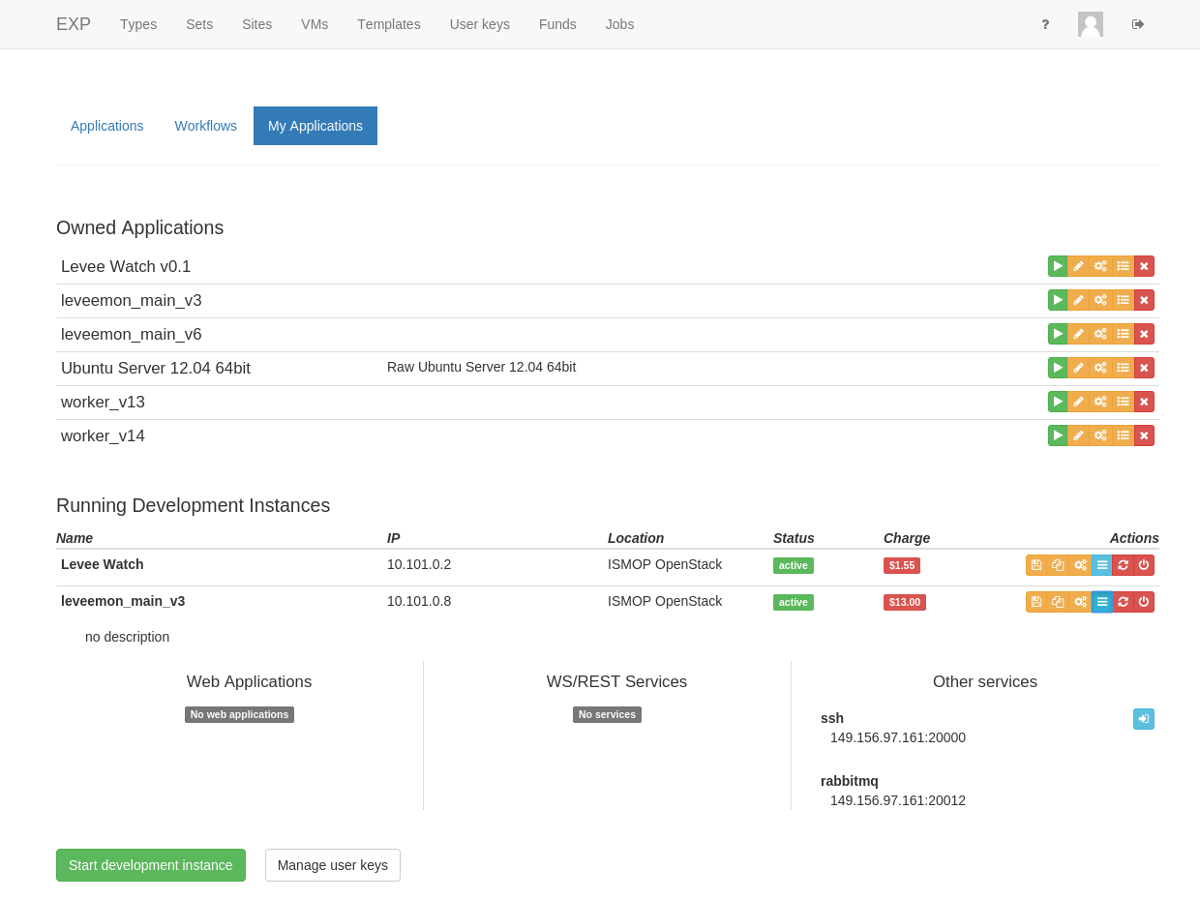 EXP Types Sets Sites VMs Templates User keys Funds Jobs ?
Applications Workflows My Applications
Owned Applications
Levee Watch v0.1
leveemon_main_v3
leveemon_main_v6
Ubuntu Server 12.04 64bit Raw Ubuntu Server 12.04 64bit
worker_v13
worker_v14
Running Development Instances
Name IP Location Status Charge Actions
Levee Watch 10.101.0.2 ISMOP OpenStack active $1.55
leveemon_main_v3 10.101.0.8 ISMOP OpenStack active $13.00
no description
Web Applications WS/REST Services Other services
No web applications No services
ssh
149.156.97.161:20000
rabbitmq
149.156.97.161:20012
Start development instance Manage user keys